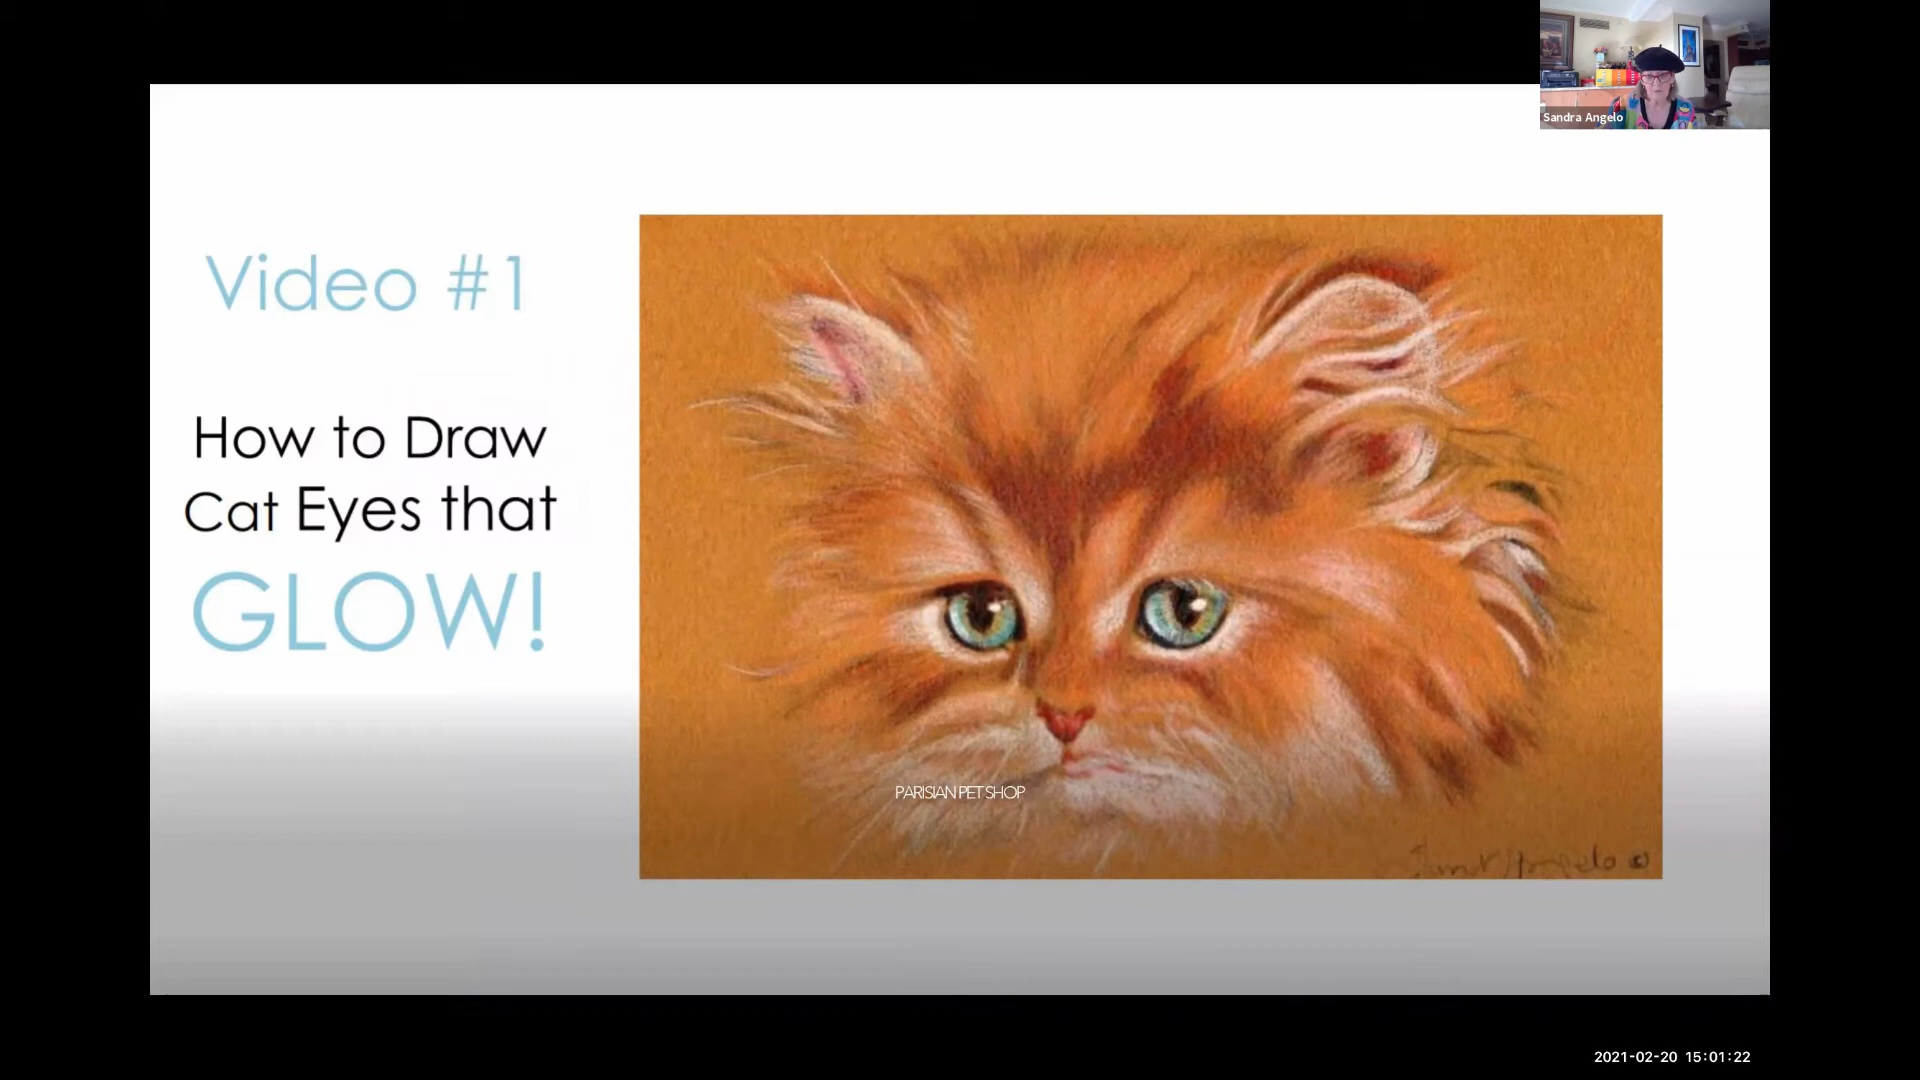 Sandra Angelo
Video #1
How to Draw
Cat Eyes that
GLOW!
PARISIAN PET SHOP
2021-02-20 15:01:22